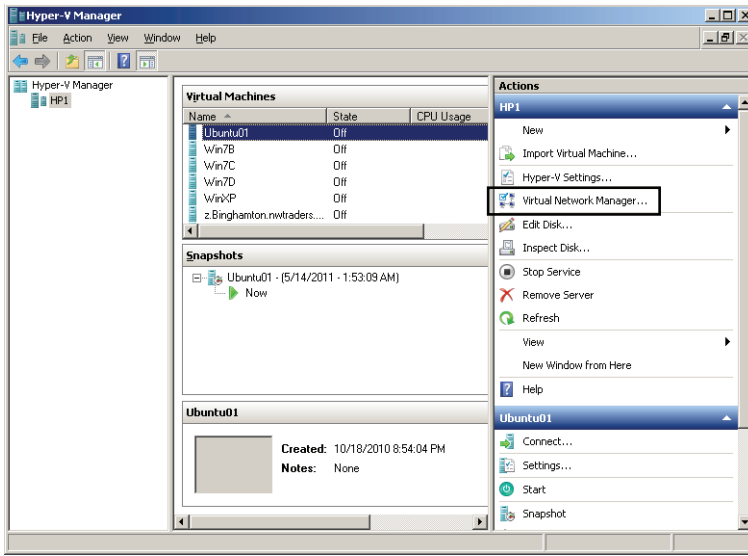 Hyper-V Manager
File Action View Window Help
Hyper-V Manager
HP1
Virtual Machines
Name State CPU Usage
Ubuntu01 Off
Win7B Off
Win7C Off
Win7D Off
WinXP Off
z.Binghamton.nwtraders.... Off
Snapshots
Ubuntu01 - (5/14/2011 - 1:53:09 AM)
Now
Ubuntu01
Created: 10/18/2010 8:54:04 PM
Notes: None
Actions
HP1
New
Import Virtual Machine...
Hyper-V Settings...
Virtual Network Manager...
Edit Disk...
Inspect Disk...
Stop Service
Remove Server
Refresh
View
New Window from Here
Help
Ubuntu01
Connect...
Settings...
Start
Snapshot